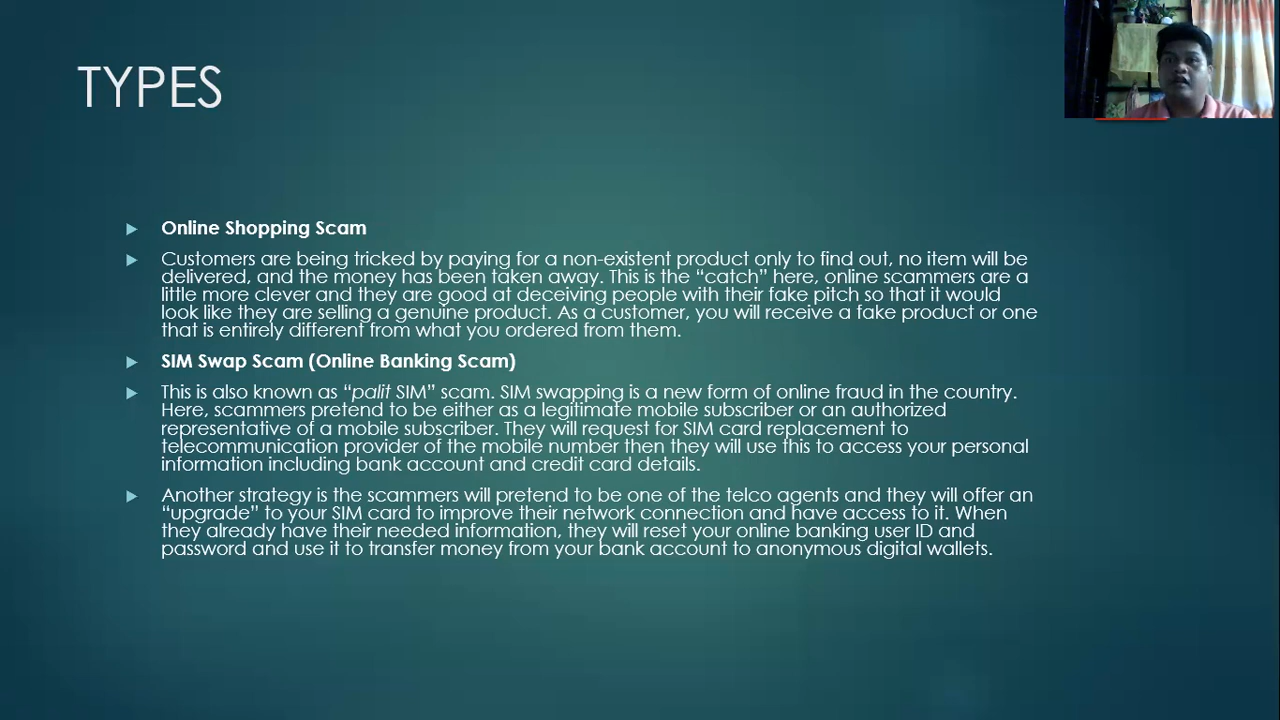 TYPES
Online Shopping Scam
Customers are being tricked by paying for a non-existent product only to find out, no item will be
delivered, and the money has been taken away. This is the “catch” here, online scammers are a
little more clever and they are good at deceiving people with their fake pitch so that it would
look like they are selling a genuine product. As a customer, you will receive a fake product or one
that is entirely different from what you ordered from them.
SIM Swap Scam (Online Banking Scam)
This is also known as “palit SIM” scam. SIM swapping is a new form of online fraud in the country.
Here, scammers pretend to be either as a legitimate mobile subscriber or an authorized
representative of a mobile subscriber. They will request for SIM card replacement to
telecommunication provider of the mobile number then they will use this to access your personal
information including bank account and credit card details.
Another strategy is the scammers will pretend to be one of the telco agents and they will offer an
“upgrade” to your SIM card to improve their network connection and have access to it. When
they already have their needed information, they will reset your online banking user ID and
password and use it to transfer money from your bank account to anonymous digital wallets.